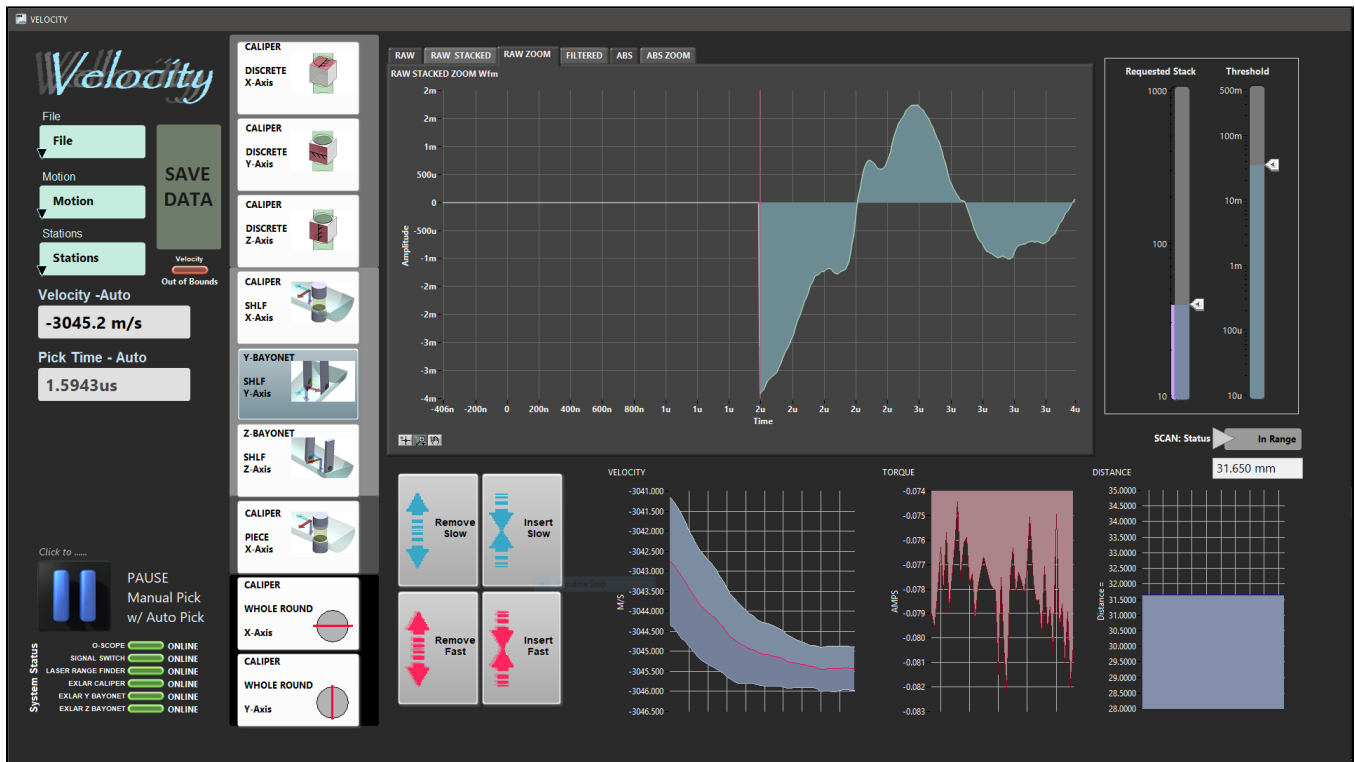 VELOCITY
Velocity
File
File
SAVE
DATA
Motion
Motion
Stations
Stations
Velocity
Out of Bounds
Velocity -Auto
-3045.2 m/s
Pick Time - Auto
1.5943us
Click to ......
PAUSE
Manual Pick
w/ Auto Pick
System Status
O-SCOPE ONLINE
SIGNAL SWITCH ONLINE
LASER RANGE FINDER ONLINE
EXLAR CALIPER ONLINE
EXLAR Y BAYONET ONLINE
EXLAR Z BAYONET ONLINE
CALIPER
DISCRETE
X-Axis
CALIPER
DISCRETE
Y-Axis
CALIPER
DISCRETE
Z-Axis
CALIPER
SHLF
X-Axis
Y-BAYONET
SHLF
Y-Axis
Z-BAYONET
SHLF
Z-Axis
CALIPER
PIECE
X-Axis
CALIPER
WHOLE ROUND
X-Axis
CALIPER
WHOLE ROUND
Y-Axis
RAW RAW STACKED RAW ZOOM FILTERED ABS ABS ZOOM
RAW STACKED ZOOM Wfm
Amplitude
2m
2m
1m
500u
0
-500u
-1m
-2m
-2m
-3m
-3m
-4m
-406n -200n 0 200n 400n 600n 800n 1u 1u 1u 2u 2u 2u 2u 3u 3u 3u 3u 3u 3u 4u
Time
Requested Stack Threshold
1000
100
10
500m
100m
10m
1m
100u
10u
SCAN: Status In Range
31.650 mm
Remove
Slow
Insert
Slow
Remove
Fast
Insert
Fast
VELOCITY
M/S
-3041.000
-3041.500
-3042.000
-3042.500
-3043.000
-3043.500
-3044.000
-3044.500
-3045.000
-3045.500
-3046.000
-3046.500
TORQUE
AMPS
-0.074
-0.075
-0.076
-0.077
-0.078
-0.079
-0.080
-0.081
-0.082
-0.083
DISTANCE
Distance =
35.0000
34.5000
34.0000
33.5000
33.0000
32.5000
32.0000
31.5000
31.0000
30.5000
30.0000
29.5000
29.0000
28.5000
28.0000